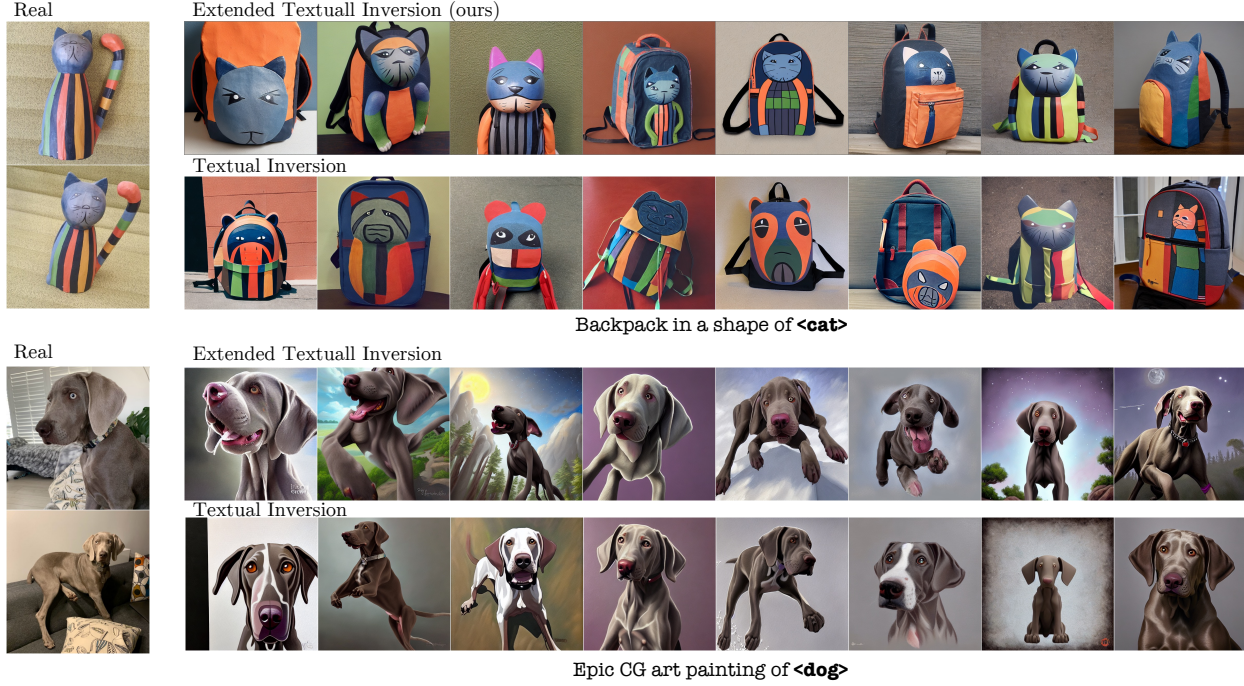 Real
Extended Textuall Inversion (ours)
Textual Inversion
Backpack in a shape of <cat>
Real
Extended Textuall Inversion
Textual Inversion
Epic CG art painting of <dog>